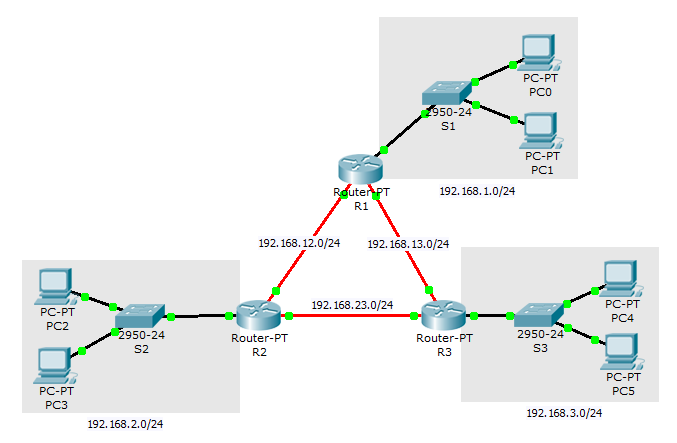 PC-PT
PC0
2950-24
S1
PC-PT
PC1
Router-PT
R1
192.168.1.0/24
192.168.12.0/24
192.168.13.0/24
192.168.23.0/24
PC-PT
PC2
2950-24
S2
PC-PT
PC3
Router-PT
R2
Router-PT
R3
PC-PT
PC4
2950-24
S3
PC-PT
PC5
192.168.2.0/24
192.168.3.0/24